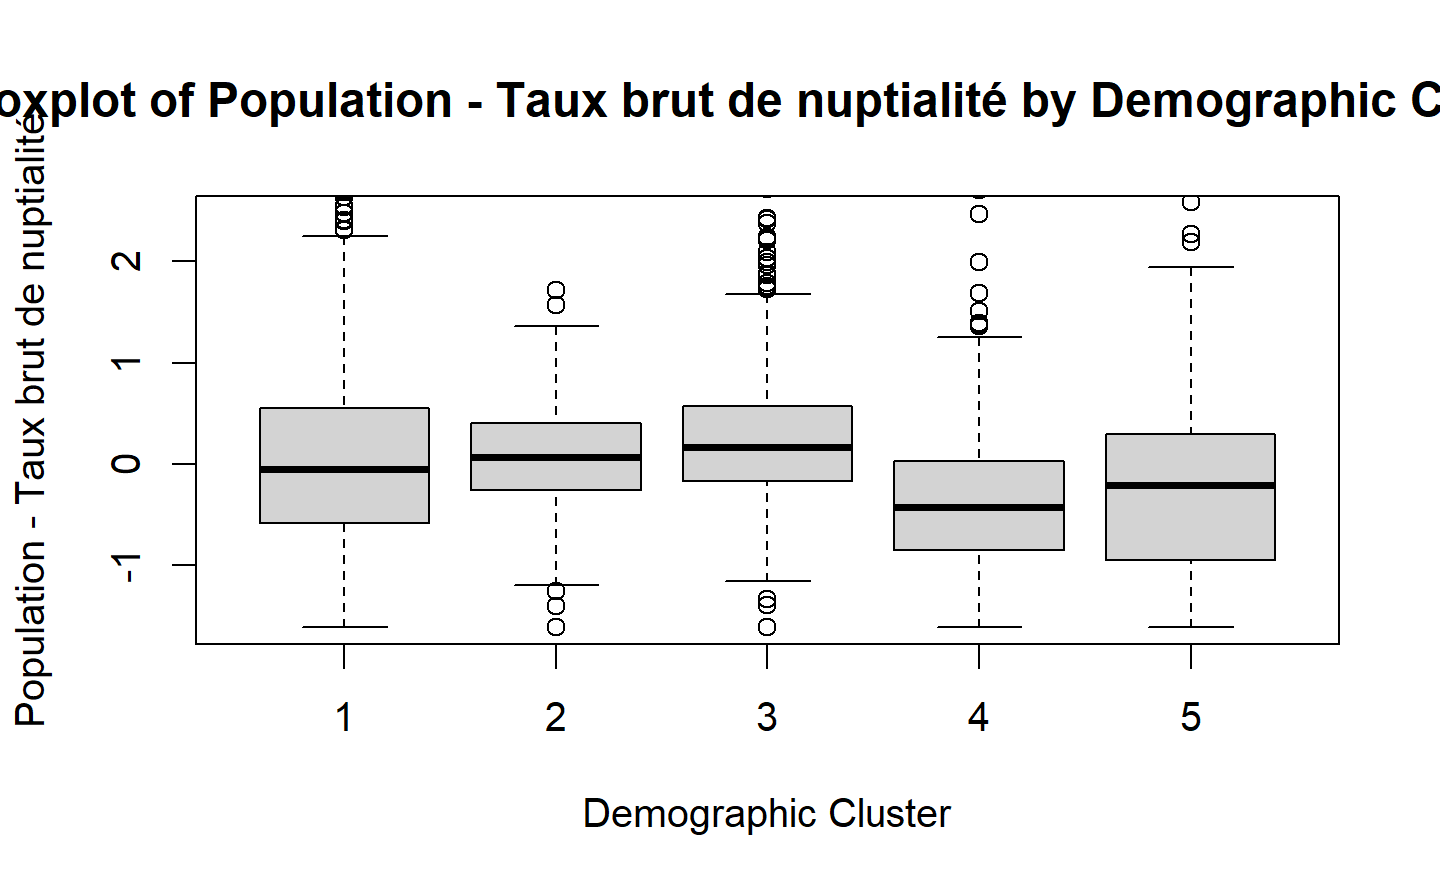 oxplot of Population - Taux brut de nuptialité by Demographic C
Population - Taux brut de nuptialité
2
1
0
-1
1 2 3 4 5
Demographic Cluster